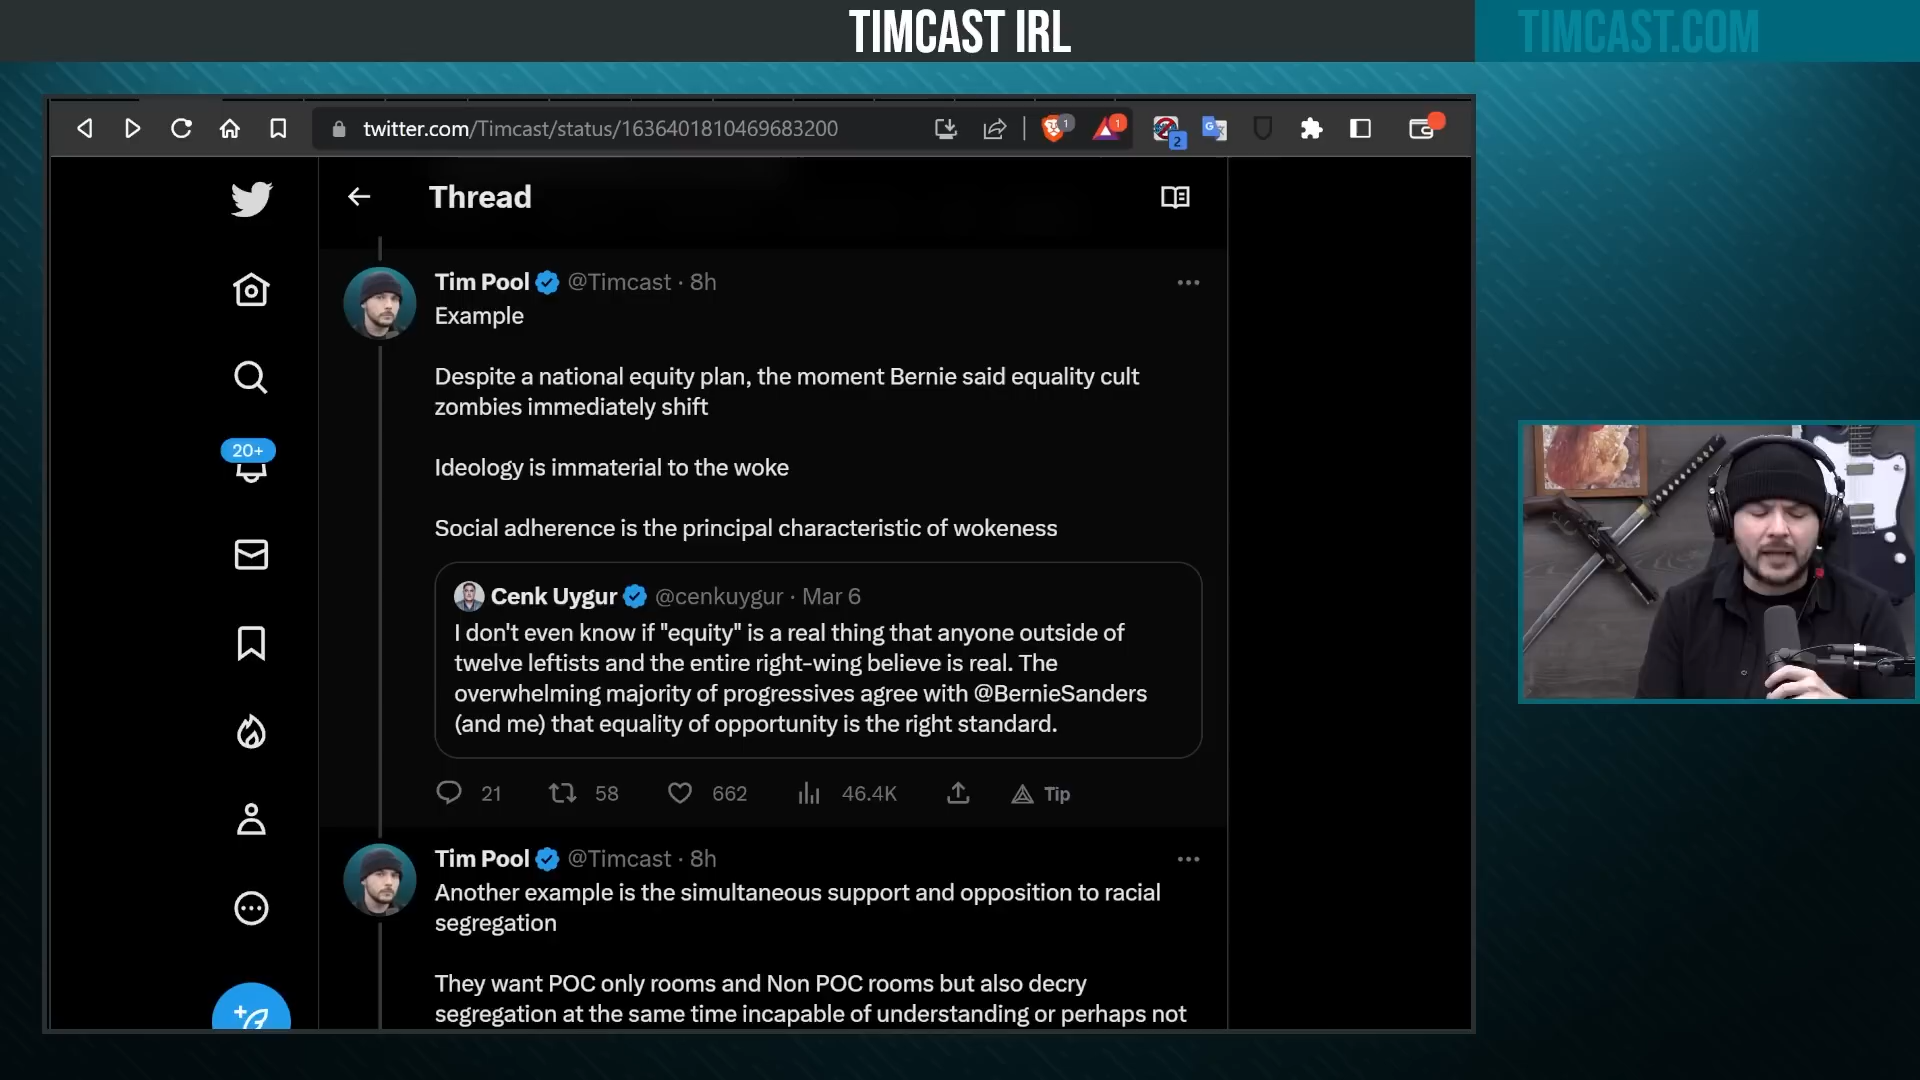 TIMCAST IRL
TIMCAST.COM
twitter.com/Timcast/status/1636401810469683200
1
1
2
Thread
20+
Tim Pool @Timcast · 8h
Example
Despite a national equity plan, the moment Bernie said equality cult
zombies immediately shift
Ideology is immaterial to the woke
Social adherence is the principal characteristic of wokeness
Cenk Uygur @cenkuygur · Mar 6
I don't even know if "equity" is a real thing that anyone outside of
twelve leftists and the entire right-wing believe is real. The
overwhelming majority of progressives agree with @BernieSanders
(and me) that equality of opportunity is the right standard.
21 58 662 46.4K Tip
Tim Pool @Timcast · 8h
Another example is the simultaneous support and opposition to racial
segregation
They want POC only rooms and Non POC rooms but also decry
segregation at the same time incapable of understanding or perhaps not